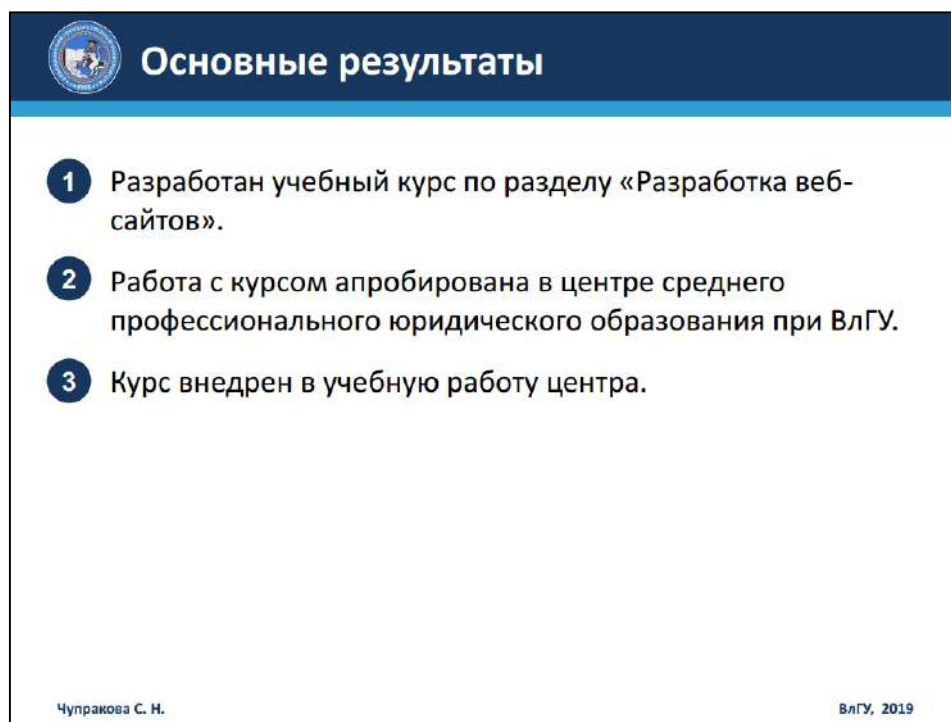 Основные результаты
1 Разработан учебный курс по разделу «Разработка веб-
сайтов».
2 Работа с курсом апробирована в центре среднего
профессионального юридического образования при ВлГУ.
3 Курс внедрен в учебную работу центра.
Чупракова С. Н.
ВлГУ, 2019